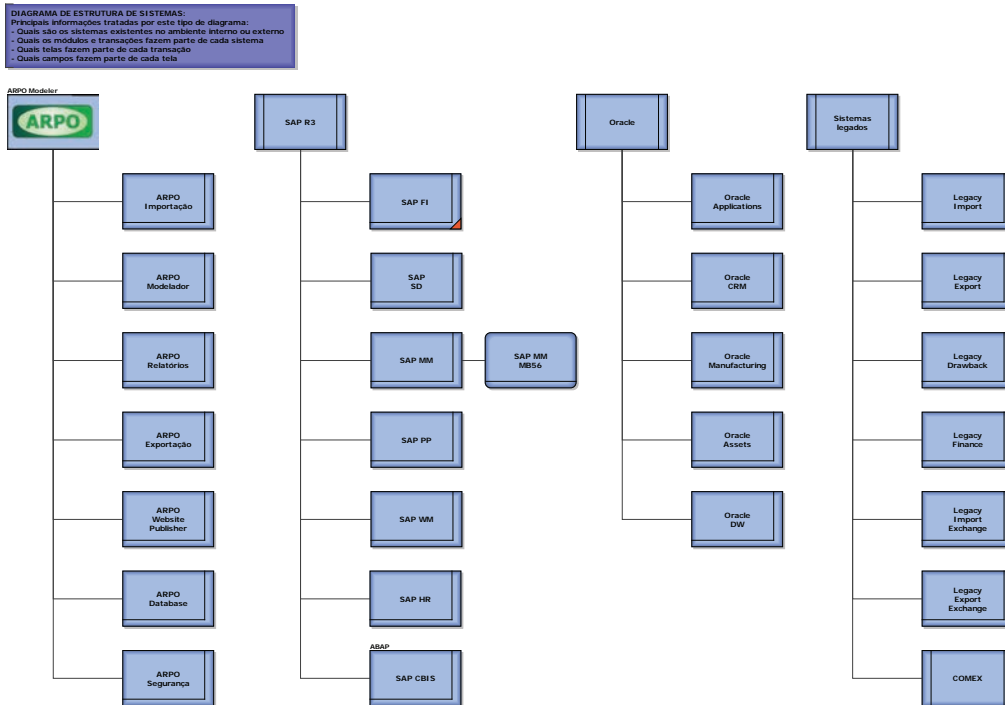 DIAGRAMA DE ESTRUTURA DE SISTEMAS:
Principais informações tratadas por este tipo de diagrama:
- Quais são os sistemas existentes no ambiente interno ou externo
- Quais os módulos e transações fazem parte de cada sistema
- Quais telas fazem parte de cada transação
- Quais campos fazem parte de cada tela
ARPO Modeler
ARPO
SAP R3
Oracle
Sistemas
legados
ARPO
Importação
SAP FI
Oracle
Applications
Legacy
Import
ARPO
Modelador
SAP
SD
Oracle
CRM
Legacy
Export
ARPO
Relatórios
SAP MM
SAP MM
MB56
Oracle
Manufacturing
Legacy
Drawback
ARPO
Exportação
SAP PP
Oracle
Assets
Legacy
Finance
ARPO
Website
Publisher
SAP WM
Oracle
DW
Legacy
Import
Exchange
ARPO
Database
SAP HR
Legacy
Export
Exchange
ARPO
Segurança
ABAP
SAP CBIS
COMEX